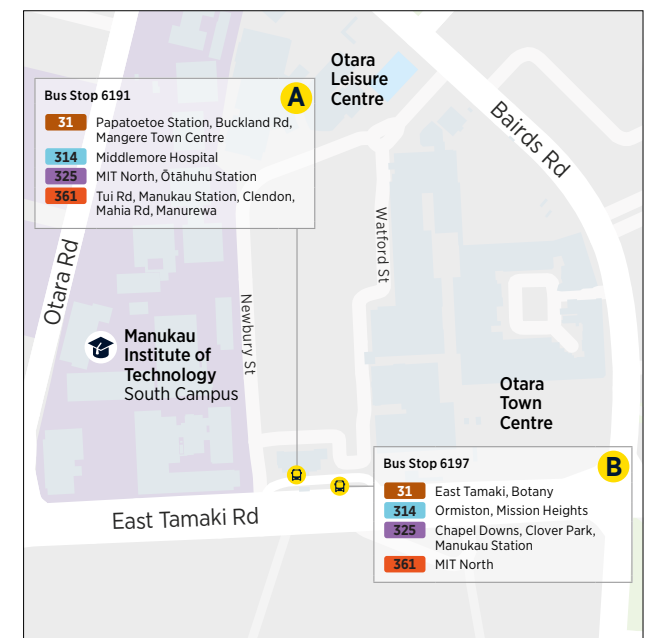 Otara
Leisure
Centre
Bus Stop 6191
A
31 Papatoetoe Station, Buckland Rd,
Mangere Town Centre
314 Middlemore Hospital
325 MIT North, Ōtāhuhu Station
361 Tui Rd, Manukau Station, Clendon,
Mahia Rd, Manurewa
Bairds Rd
Watford St
Otara Rd
Newbury St
Manukau
Institute of
Technology
South Campus
Otara
Town
Centre
Bus Stop 6197
B
31 East Tamaki, Botany
314 Ormiston, Mission Heights
325 Chapel Downs, Clover Park,
Manukau Station
361 MIT North
East Tamaki Rd